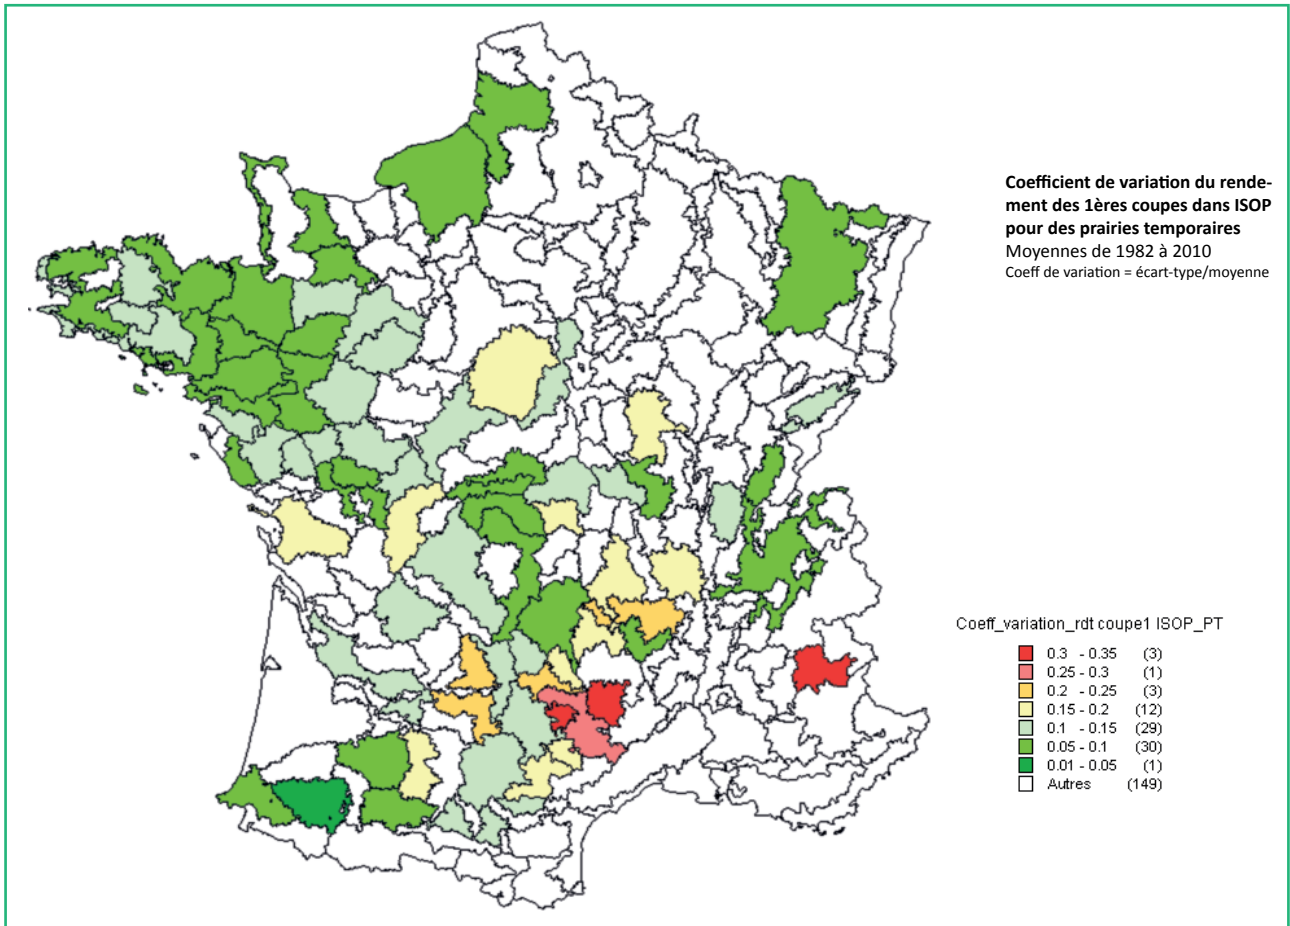 Coefficient de variation du rende-
ment des 1ères coupes dans ISOP
pour des prairies temporaires
Moyennes de 1982 à 2010
Coeff de variation = écart-type/moyenne
Coeff_variation_rdt coupe1 ISOP_PT
0.3 - 0.35 (3)
0.25 - 0.3 (1)
0.2 - 0.25 (3)
0.15 - 0.2 (12)
0.1 - 0.15 (29)
0.05 - 0.1 (30)
0.01 - 0.05 (1)
Autres (149)